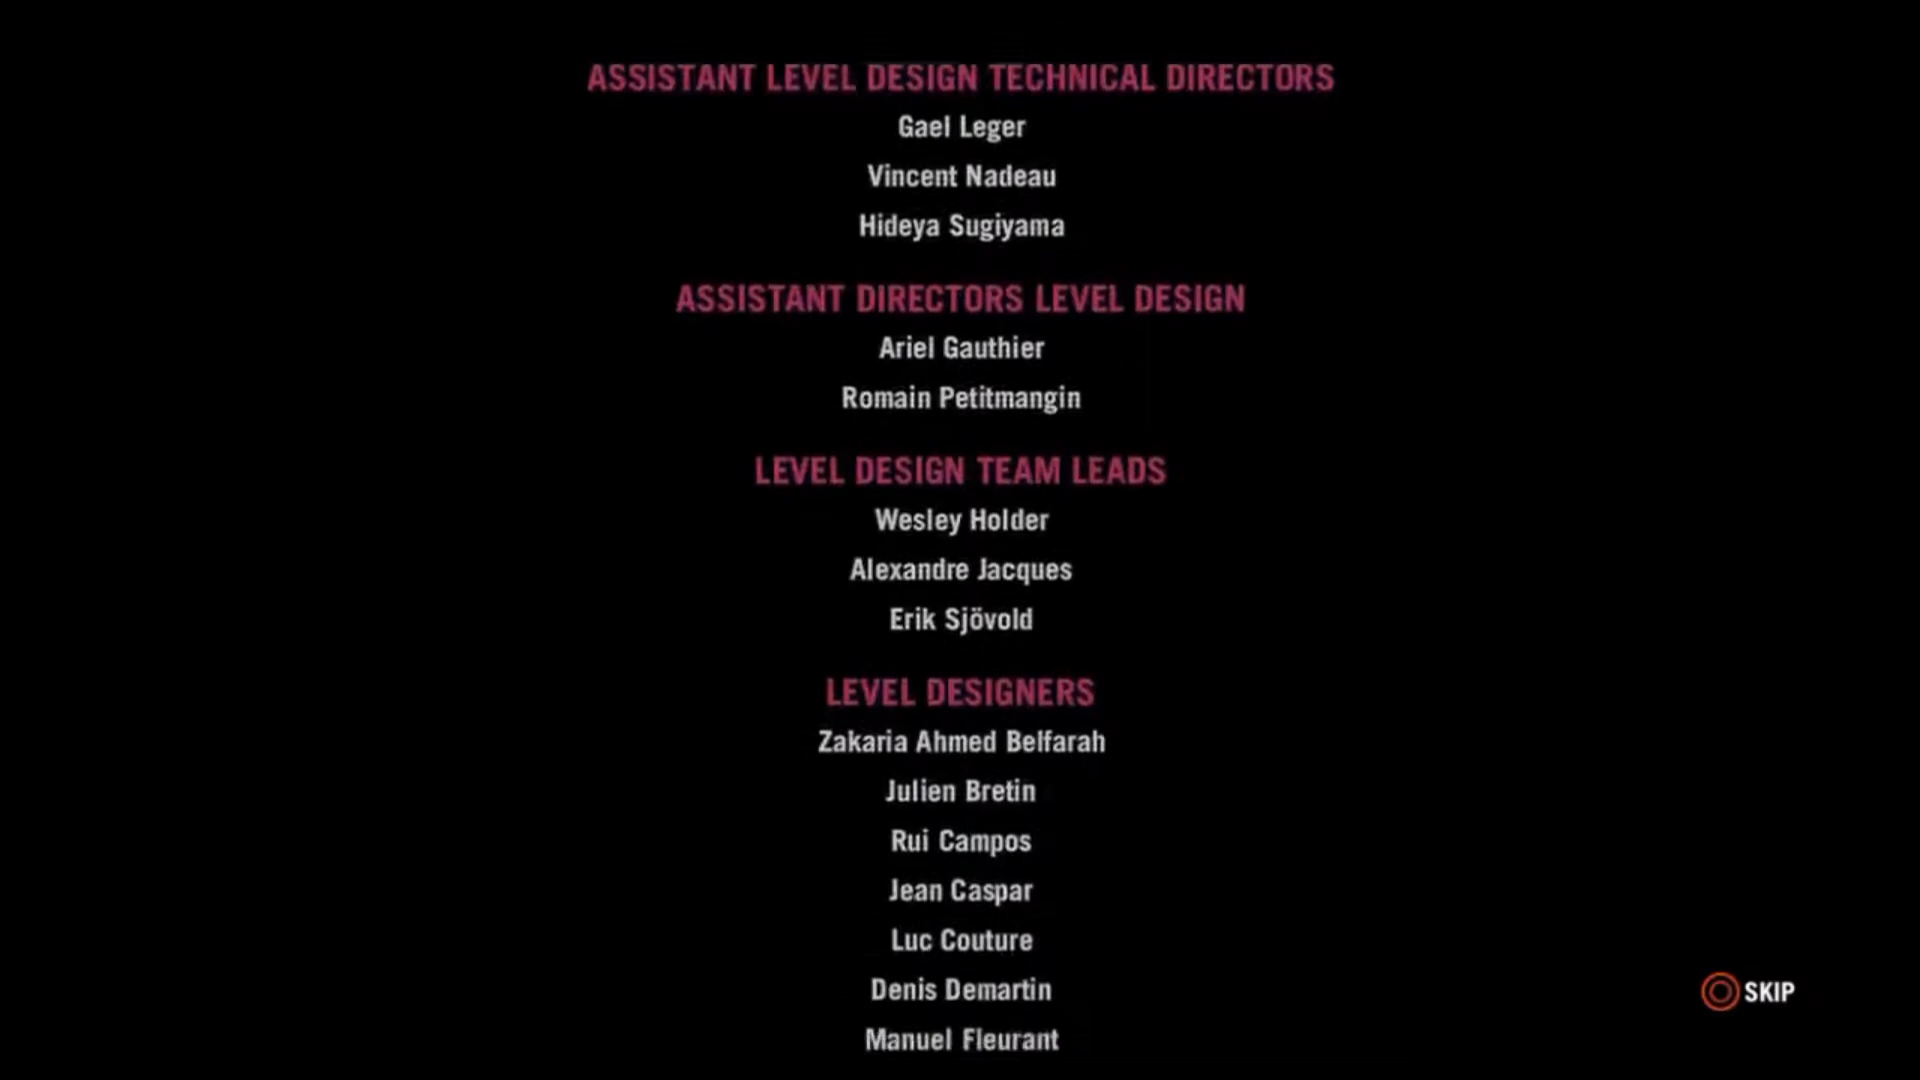 ASSISTANT LEVEL DESIGN TECHNICAL DIRECTORS
Gael Leger
Vincent Nadeau
Hideya Sugiyama
ASSISTANT DIRECTORS LEVEL DESIGN
Ariel Gauthier
Romain Petitmangin
LEVEL DESIGN TEAM LEADS
Wesley Holder
Alexandre Jacques
Erik Sjövold
LEVEL DESIGNERS
Zakaria Ahmed Belfarah
Julien Bretin
Rui Campos
Jean Caspar
Luc Couture
Denis Demartin
Manuel Fleurant
SKIP